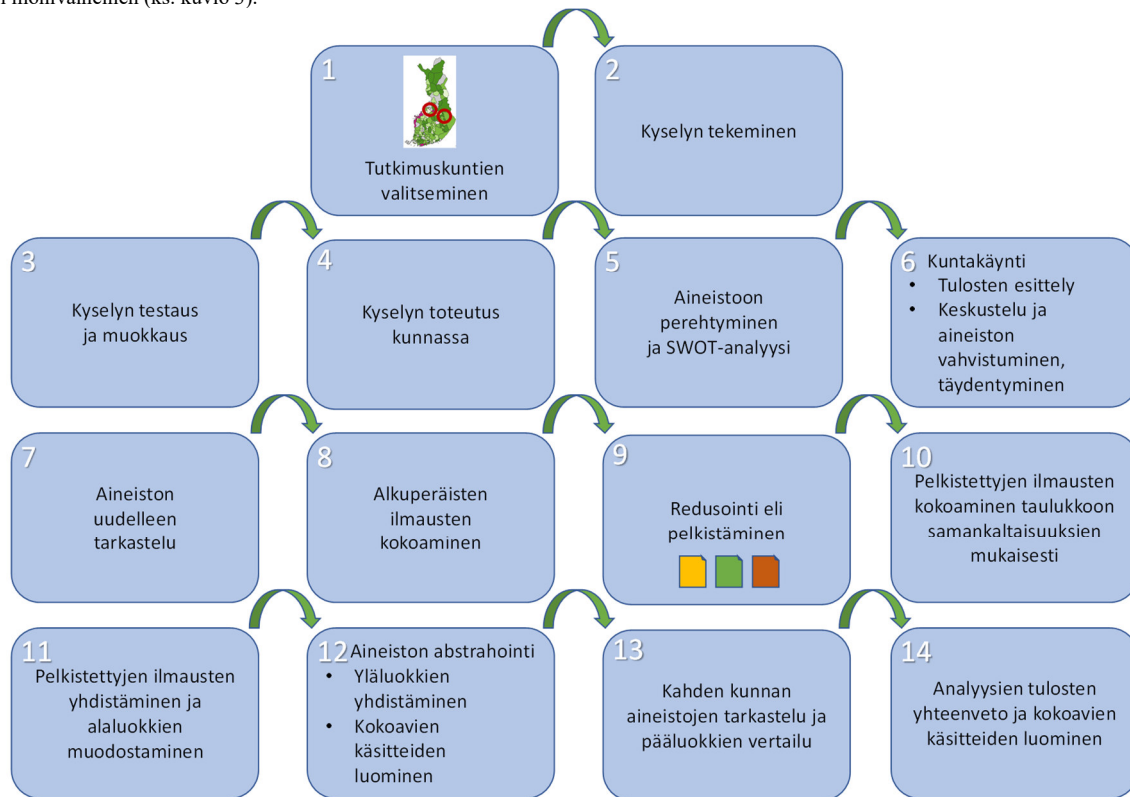 monivaiheinen (ks. kuvio 3).
1
Tutkimuskuntien
valitseminen
2
Kyselyn tekeminen
3
Kyselyn testaus
ja muokkaus
4
Kyselyn toteutus
kunnassa
5
Aineistoon
perehtyminen
ja SWOT-analyysi
6 Kuntakäynti
• Tulosten esittely
• Keskustelu ja
aineiston
vahvistuminen,
täydentyminen
7
Aineiston
uudelleen
tarkastelu
8
Alkuperäisten
ilmausten
kokoaminen
9
Redusointi eli
pelkistäminen
10
Pelkistettyjen ilmausten
kokoaminen taulukkoon
samankaltaisuuksien
mukaisesti
11
Pelkistettyjen ilmausten
yhdistäminen ja
alaluokkien
muodostaminen
12 Aineiston abstrahointi
• Yläluokkien
yhdistäminen
• Kokoavien
käsitteiden
luominen
13
Kahden kunnan
aineistojen tarkastelu ja
pääluokkien vertailu
14
Analyysien tulosten
yhteenveto ja kokoavien
käsitteiden luominen